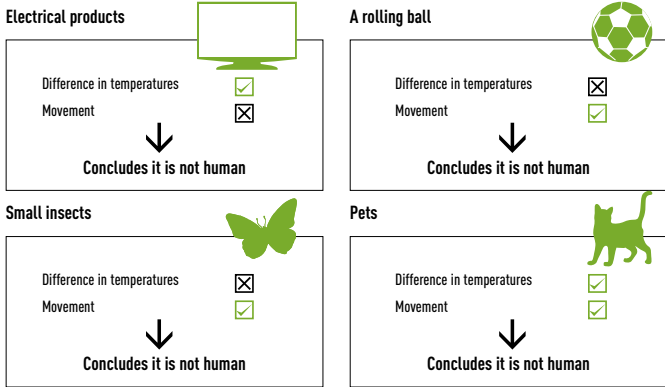 Electrical products
Difference in temperatures
Movement
Concludes it is not human
A rolling ball
Difference in temperatures
Movement
Concludes it is not human
Small insects
Difference in temperatures
Movement
Concludes it is not human
Pets
Difference in temperatures
Movement
Concludes it is not human